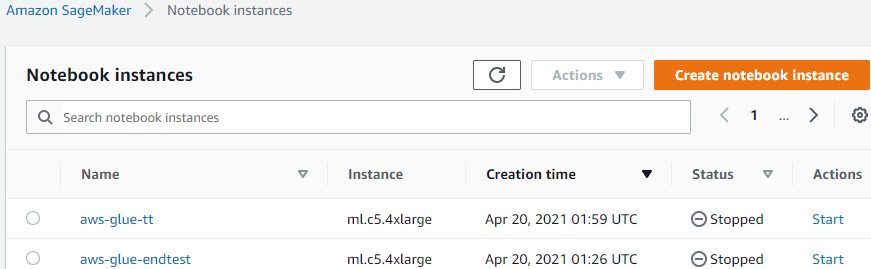 Amazon SageMaker > Notebook instances
Notebook instances Actions Create notebook instance
Search notebook instances 1 ...
Name Instance Creation time Status Actions
aws-glue-tt ml.c5.4xlarge Apr 20, 2021 01:59 UTC Stopped Start
aws-glue-endtest ml.c5.4xlarge Apr 20, 2021 01:26 UTC Stopped Start